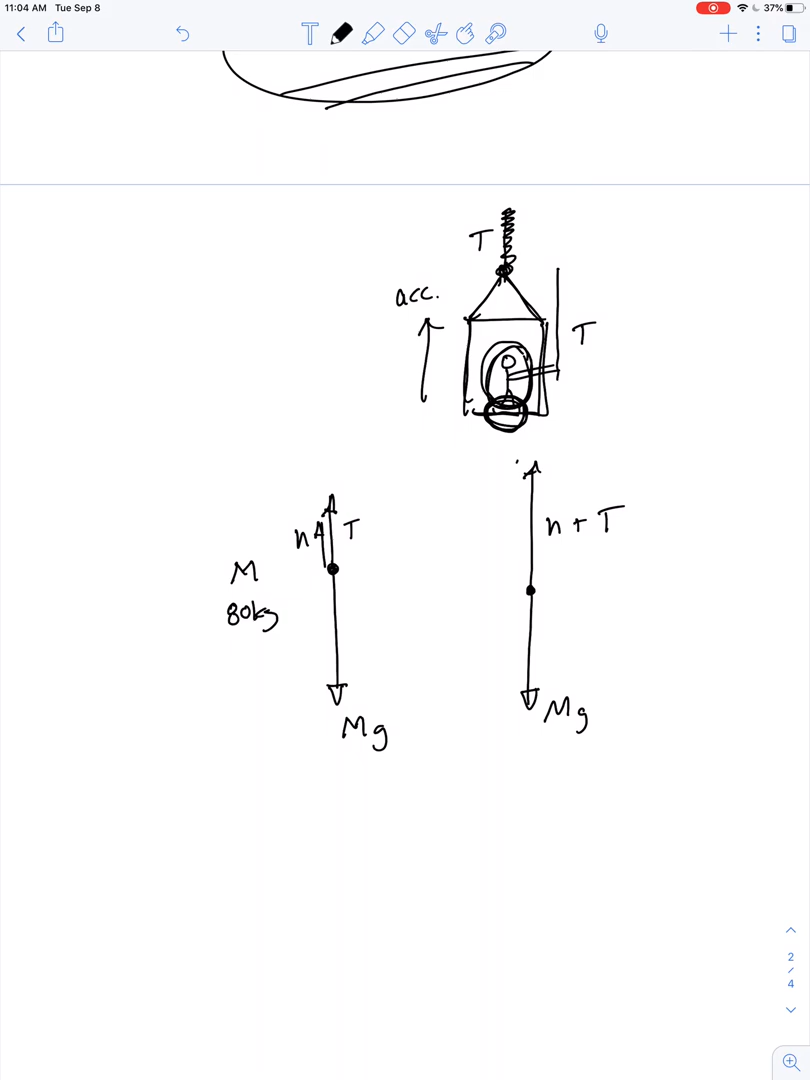 11:04 AM Tue Sep 8
37%
T
T
acc.
T
n T
n + T
M
80kg
Mg
Mg
2
/
4